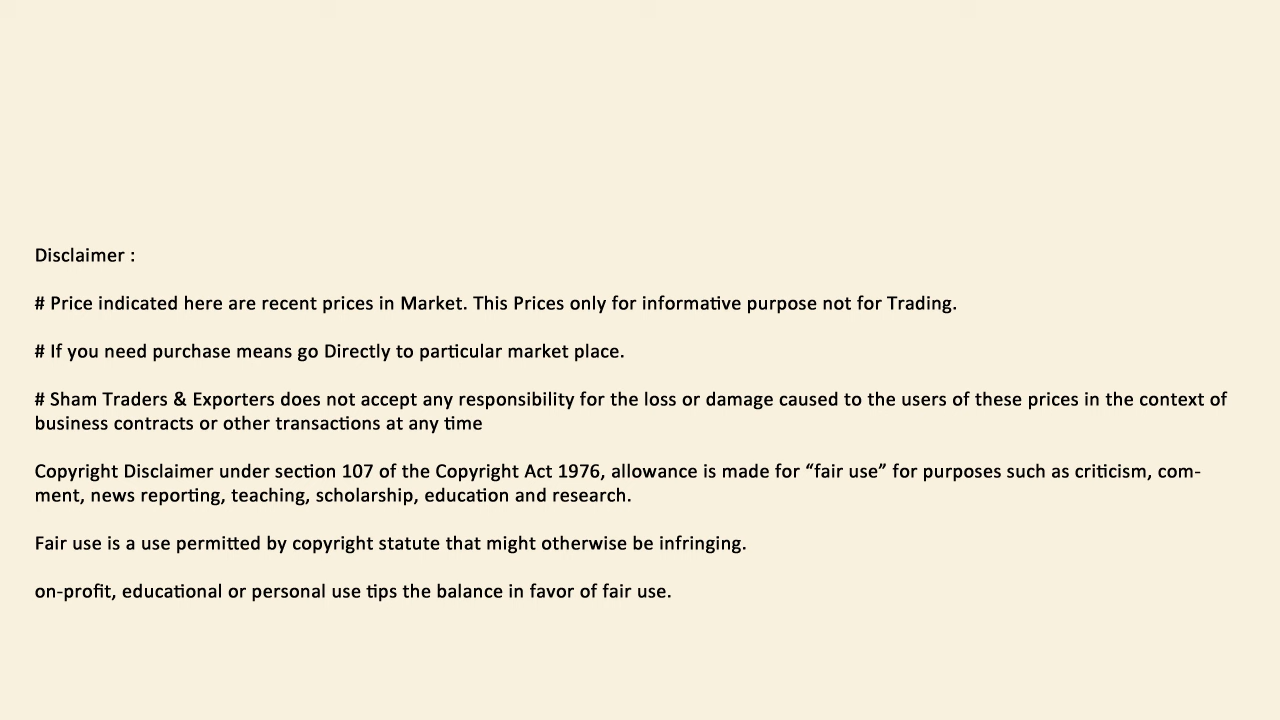 Disclaimer :
# Price indicated here are recent prices in Market. This Prices only for informative purpose not for Trading.
# If you need purchase means go Directly to particular market place.
# Sham Traders & Exporters does not accept any responsibility for the loss or damage caused to the users of these prices in the context of
business contracts or other transactions at any time
Copyright Disclaimer under section 107 of the Copyright Act 1976, allowance is made for “fair use” for purposes such as criticism, com-
ment, news reporting, teaching, scholarship, education and research.
Fair use is a use permitted by copyright statute that might otherwise be infringing.
on-profit, educational or personal use tips the balance in favor of fair use.